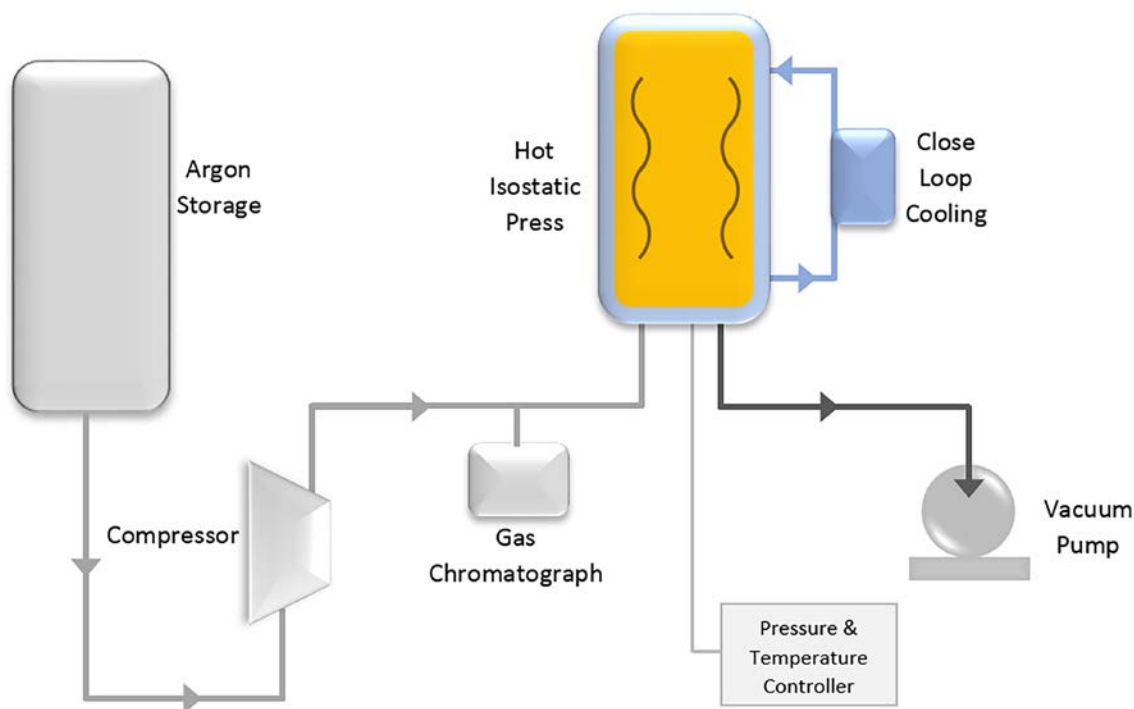 Argon
Storage
Hot
Isostatic
Press
Close
Loop
Cooling
Compressor
Gas
Chromatograph
Vacuum
Pump
Pressure &
Temperature
Controller